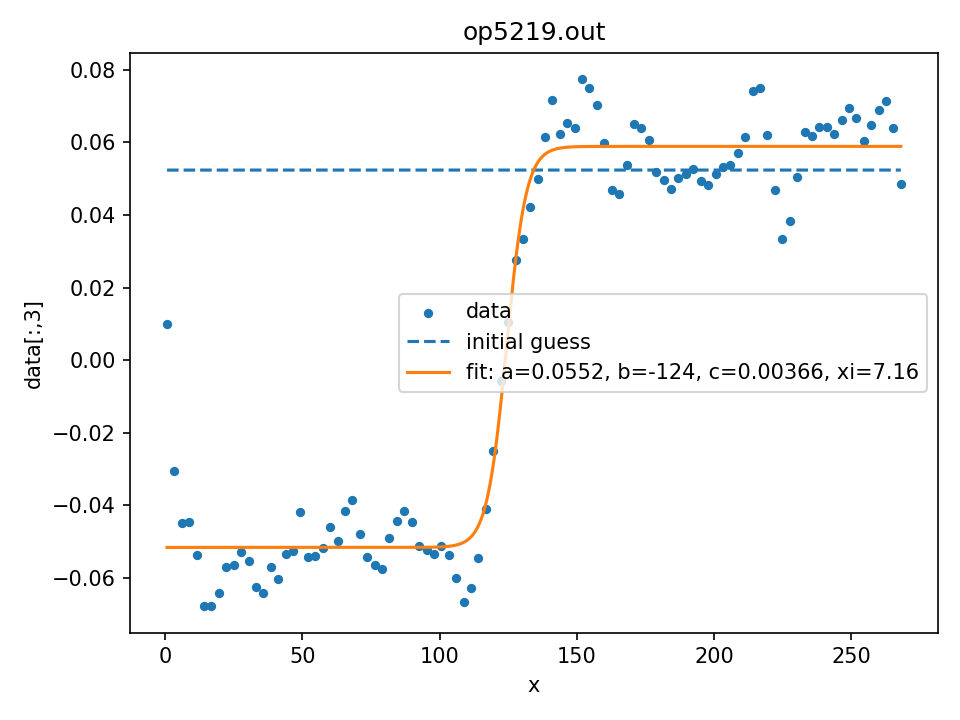 op5219.out
0.08
0.06
0.04
0.02
0.00
−0.02
−0.04
−0.06
data[:,3]
data
initial guess
fit: a=0.0552, b=-124, c=0.00366, xi=7.16
0 50 100 150 200 250
x